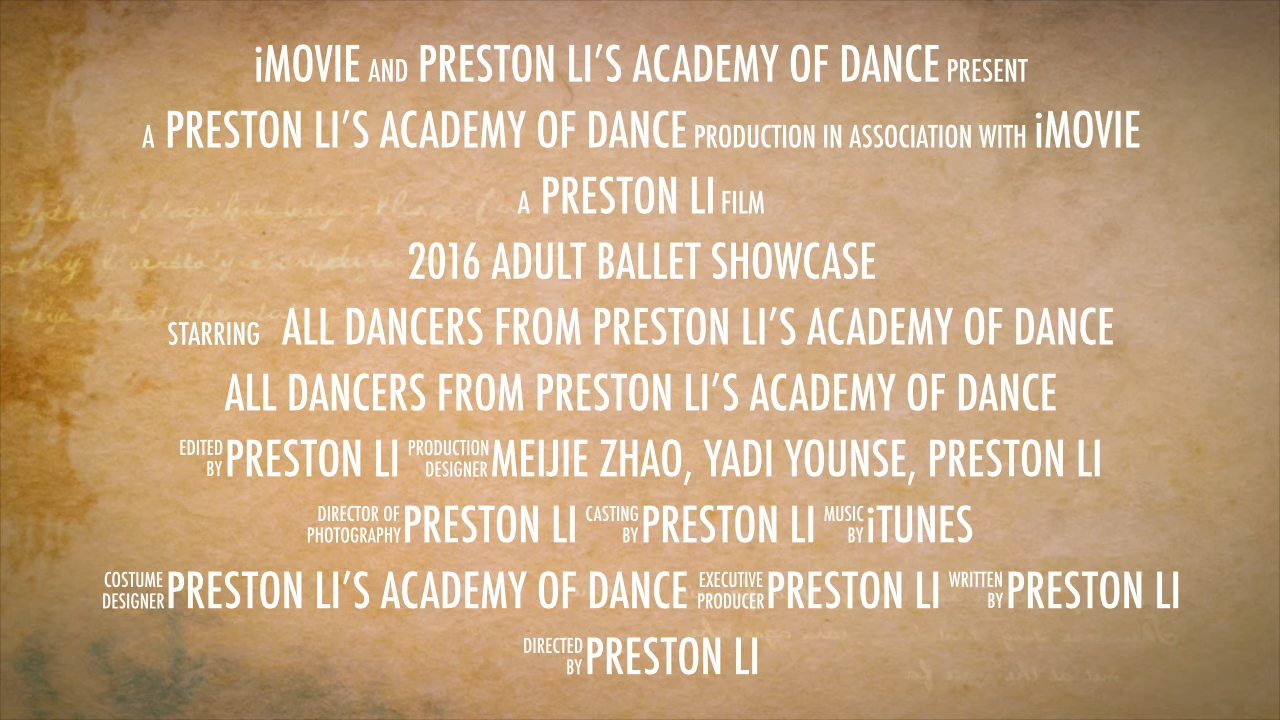 iMOVIE AND PRESTON LI'S ACADEMY OF DANCE PRESENT
A PRESTON LI'S ACADEMY OF DANCE PRODUCTION IN ASSOCIATION WITH iMOVIE
A PRESTON LI FILM
2016 ADULT BALLET SHOWCASE
STARRING ALL DANCERS FROM PRESTON LI'S ACADEMY OF DANCE
ALL DANCERS FROM PRESTON LI'S ACADEMY OF DANCE
EDITED BY PRESTON LI PRODUCTION DESIGNER MEIJIE ZHAO, YADI YOUNSE, PRESTON LI
DIRECTOR OF PHOTOGRAPHY PRESTON LI CASTING BY PRESTON LI MUSIC BY iTUNES
COSTUME DESIGNER PRESTON LI'S ACADEMY OF DANCE EXECUTIVE PRODUCER PRESTON LI WRITTEN BY PRESTON LI
DIRECTED BY PRESTON LI